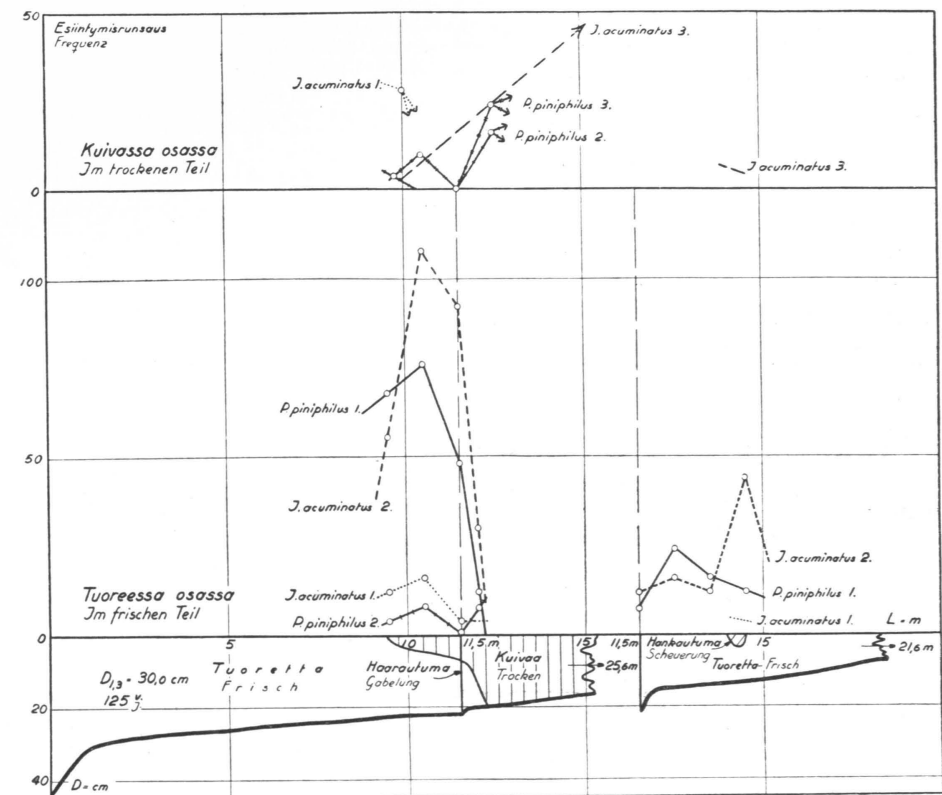 50
Esiintymisrunsaus
Frequenz
J. acuminatus 3.
J. acuminatus 1.
P. piniphilus 3.
P. piniphilus 2.
Kuivassa osassa
Im trockenen Teil
J. acuminatus 3.
0
100
P. piniphilus 1.
50
J. acuminatus 2.
J. acuminatus 2.
Tuoreessa osassa
Im frischen Teil
J. acuminatus 1.
P. piniphilus 1.
P. piniphilus 2.
J. acuminatus 1.
L = m
0
5
10
11,5 m
11,5 m
Hankautuma
Scheuerung
15
21,6 m
D1,3 = 30,0 cm
125 v.
J.
Tuoretta
Frisch
Haarautuma
Gabelung
Kuivaa
Trocken
25,6 m
Tuoretta-Frisch
20
40
D = cm